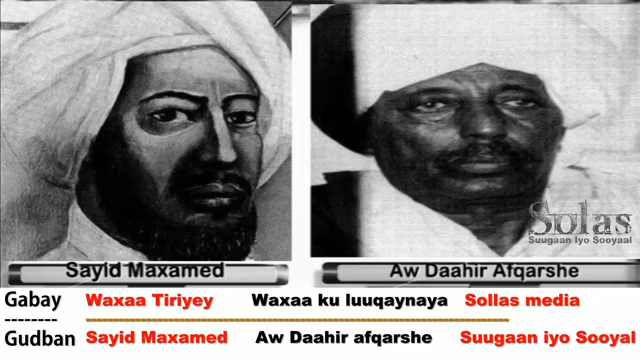 Solas
Suugaan Iyo Sooyaal
Sayid Maxamed
Aw Daahir Afqarshe
Gabay Waxaa Tiriyey Waxaa ku luuqaynaya Sollas media
--------
Gudban Sayid Maxamed Aw Daahir afqarshe Suugaan iyo Sooyal